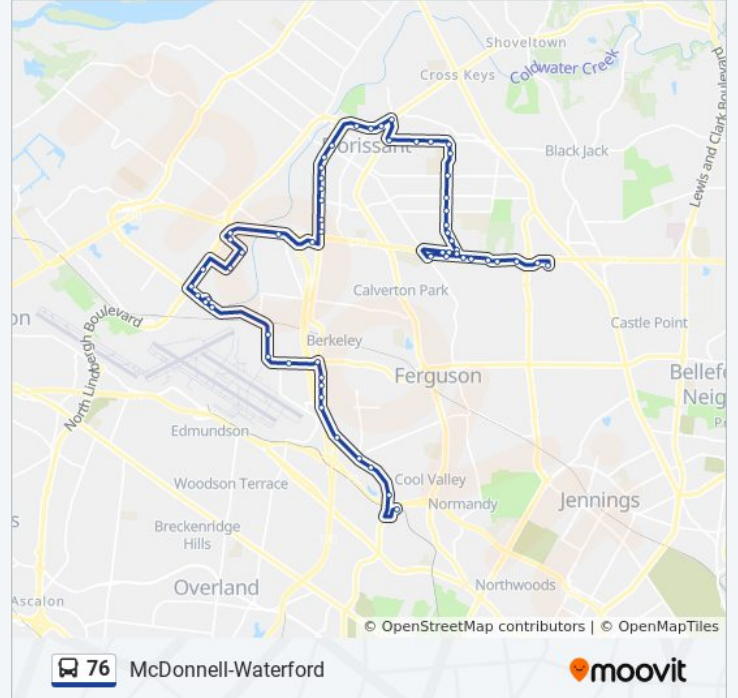 Shoveltown
Cross Keys
Coldwater Creek
Lewis and Clark Boulevard
Florissant
Black Jack
Calverton Park
on
North Lindbergh Boulevard
Castle Point
Berkeley
Ferguson
Bellef
Neig
Edmundson
Cool Valley
Woodson Terrace
Normandy
Jennings
s
Breckenridge
Hills
Overland
Northwoods
Ascalon
© OpenStreetMap contributors | © OpenMapTiles
76 McDonnell-Waterford
moovit